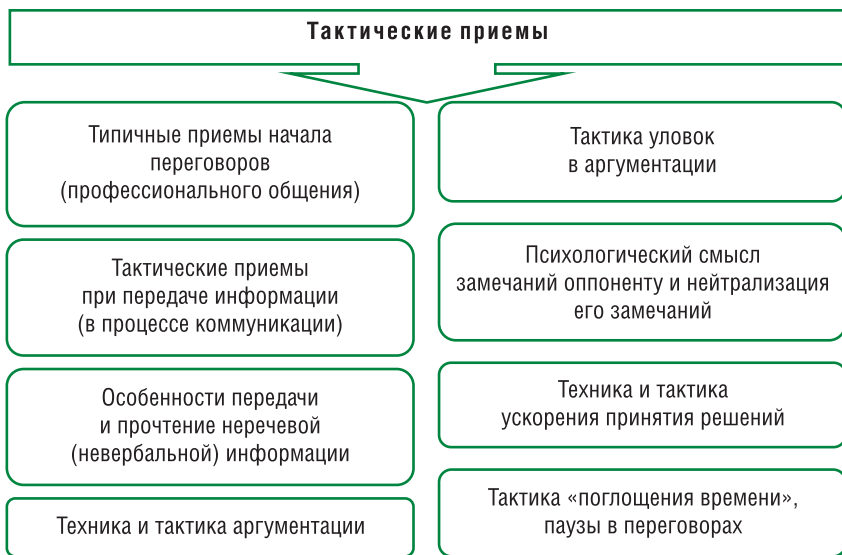 Тактические приемы
Типичные приемы начала
переговоров
(профессионального общения)
Тактические приемы
при передаче информации
(в процессе коммуникации)
Особенности передачи
и прочтение неречевой
(невербальной) информации
Техника и тактика аргументации
Тактика уловок
в аргументации
Психологический смысл
замечаний оппоненту и нейтрализация
его замечаний
Техника и тактика
ускорения принятия решений
Тактика «поглощения времени»,
паузы в переговорах